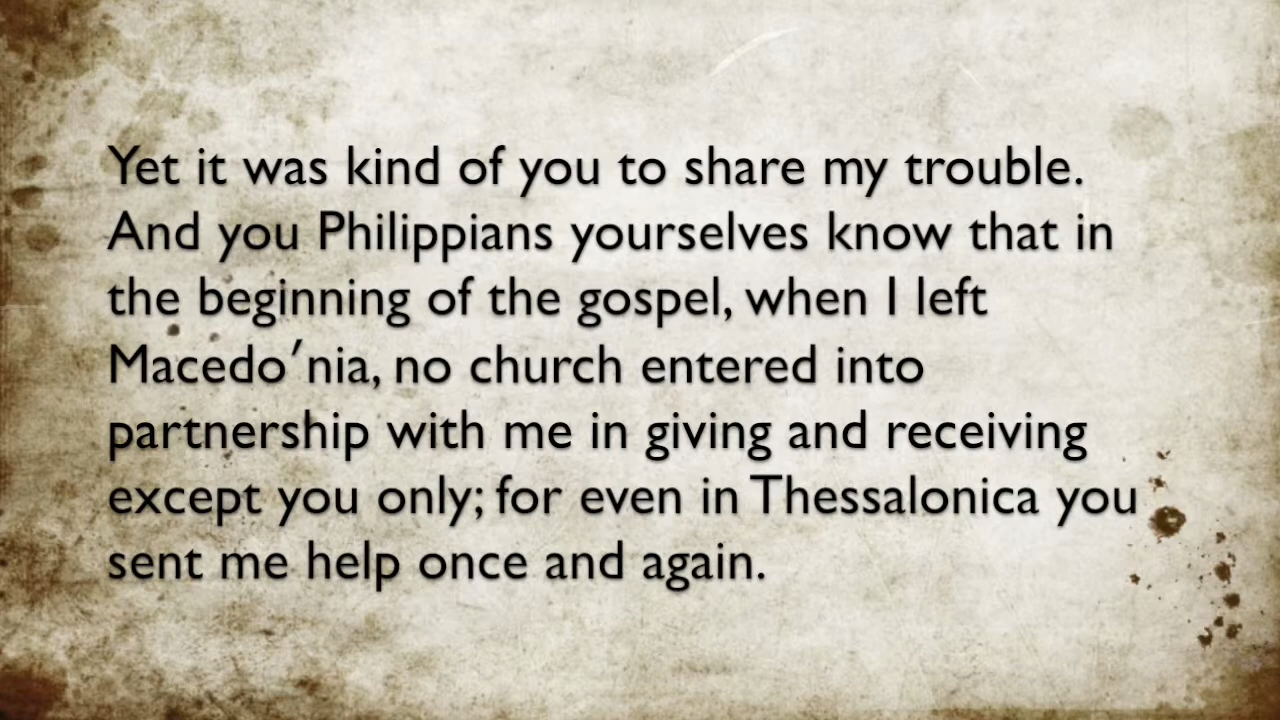 Yet it was kind of you to share my trouble.
And you Philippians yourselves know that in
the beginning of the gospel, when I left
Macedo′nia, no church entered into
partnership with me in giving and receiving
except you only; for even in Thessalonica you
sent me help once and again.